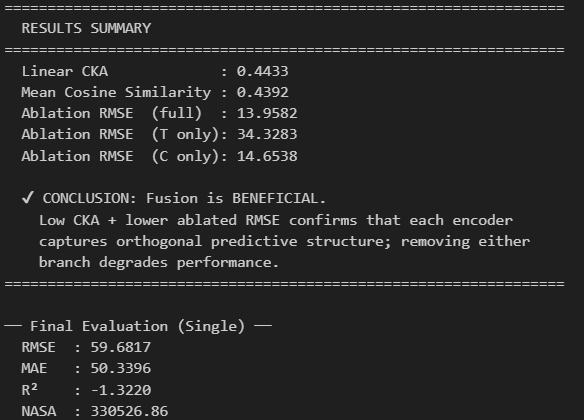 =================================================================
RESULTS SUMMARY
=================================================================
Linear CKA             : 0.4433
Mean Cosine Similarity : 0.4392
Ablation RMSE  (full)  : 13.9582
Ablation RMSE  (T only): 34.3283
Ablation RMSE  (C only): 14.6538
✓ CONCLUSION: Fusion is BENEFICIAL.
Low CKA + lower ablated RMSE confirms that each encoder
captures orthogonal predictive structure; removing either
branch degrades performance.
=================================================================
── Final Evaluation (Single) ──
RMSE  : 59.6817
MAE   : 50.3396
R²    : -1.3220
NASA  : 330526.86